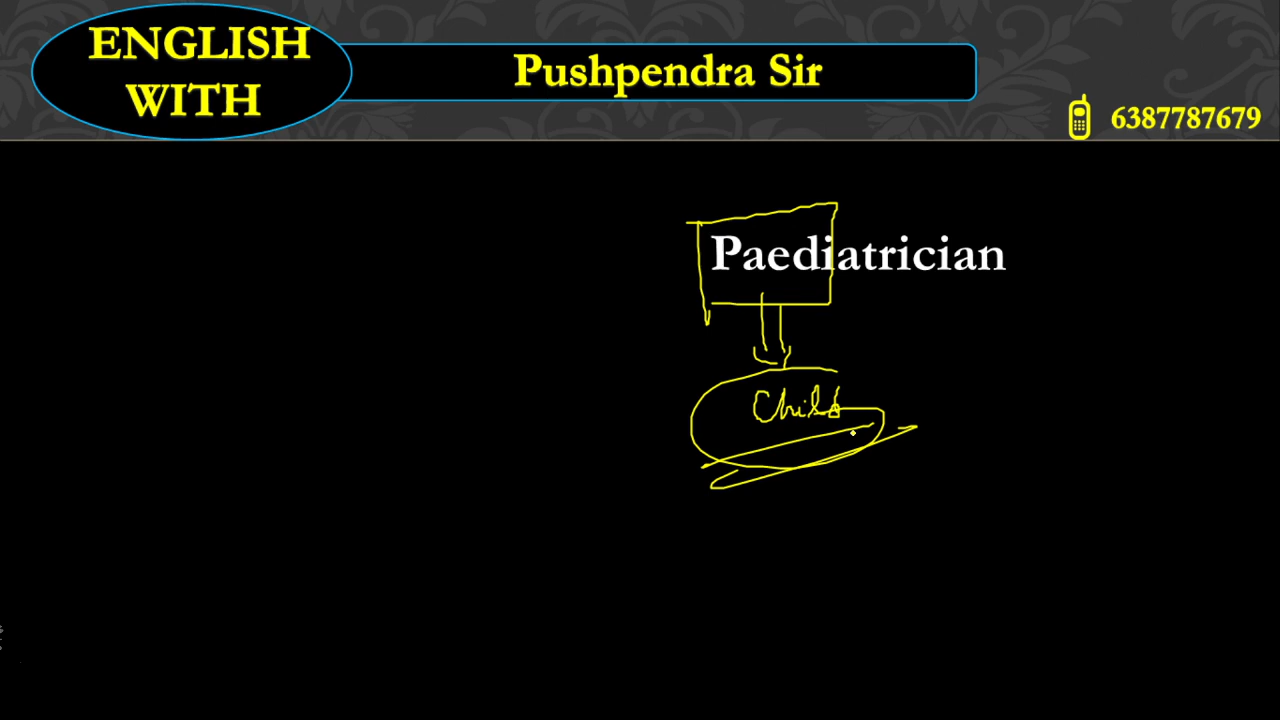 ENGLISH
WITH
Pushpendra Sir
6387787679
Paediatrician
Child